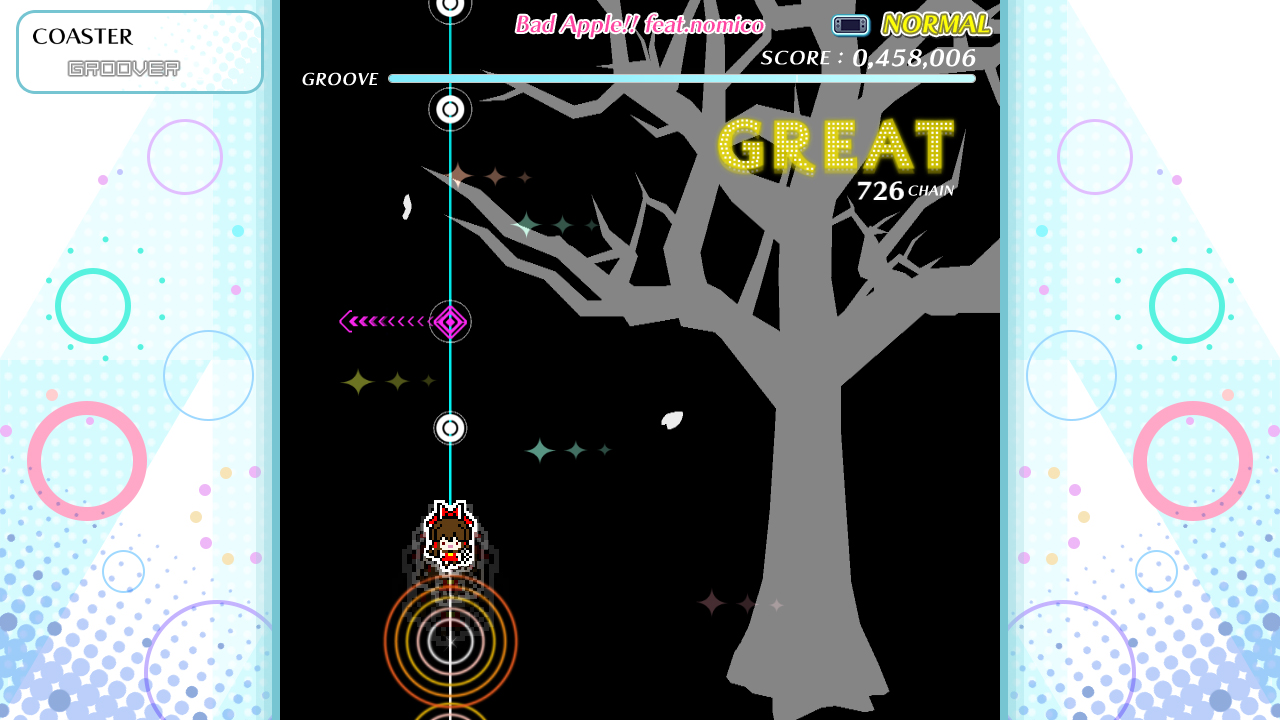 COASTER
GROOVER
Bad Apple!! feat.nomico
NORMAL
SCORE : 0,458,006
GROOVE
GREAT
726 CHAIN